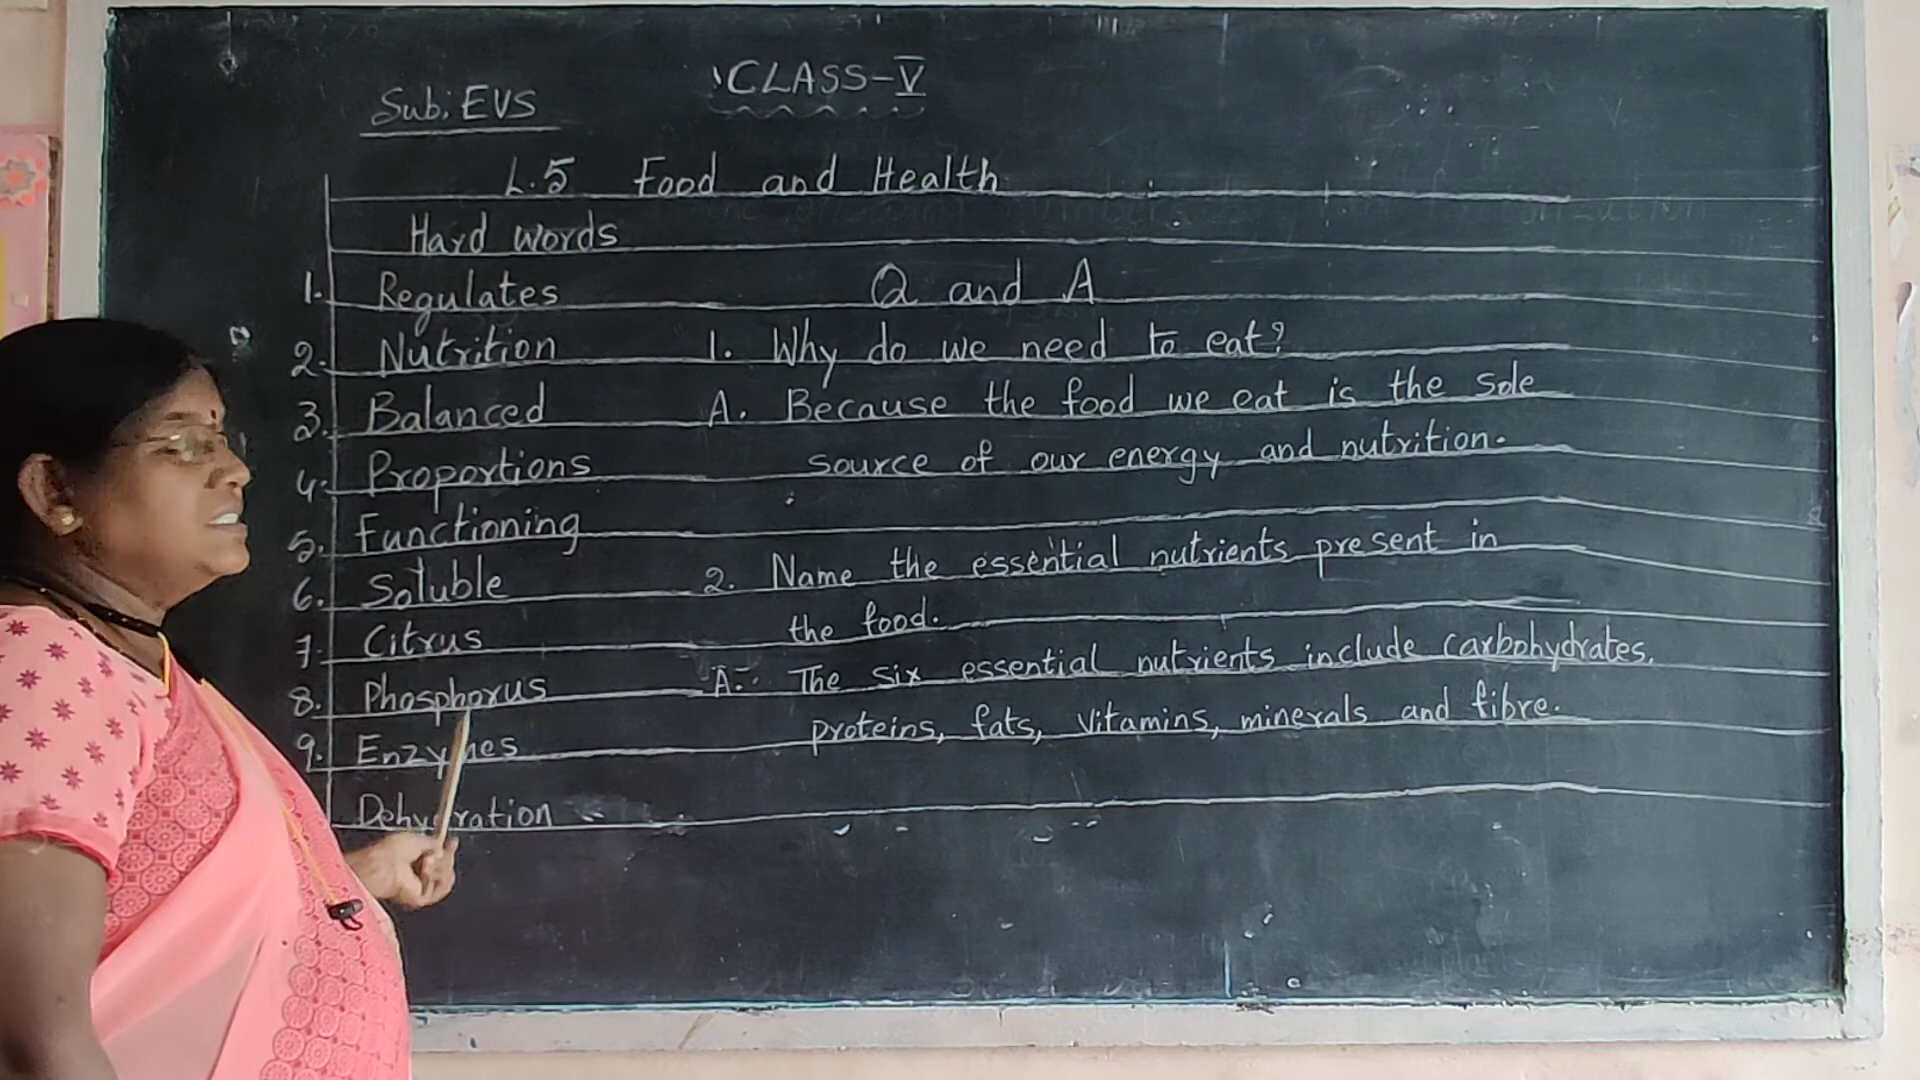 CLASS-V
Sub: EVS
L.5 Food and Health
Hard words
1. Regulates
2. Nutrition
3. Balanced
4. Proportions
5. Functioning
6. Soluble
7. Citrus
8. Phosphorus
9. Enzymes
Dehydration
Q and A
1. Why do we need to eat?
A. Because the food we eat is the sole
source of our energy and nutrition.
2. Name the essential nutrients present in
the food.
A. The six essential nutrients include carbohydrates,
proteins, fats, vitamins, minerals and fibre.